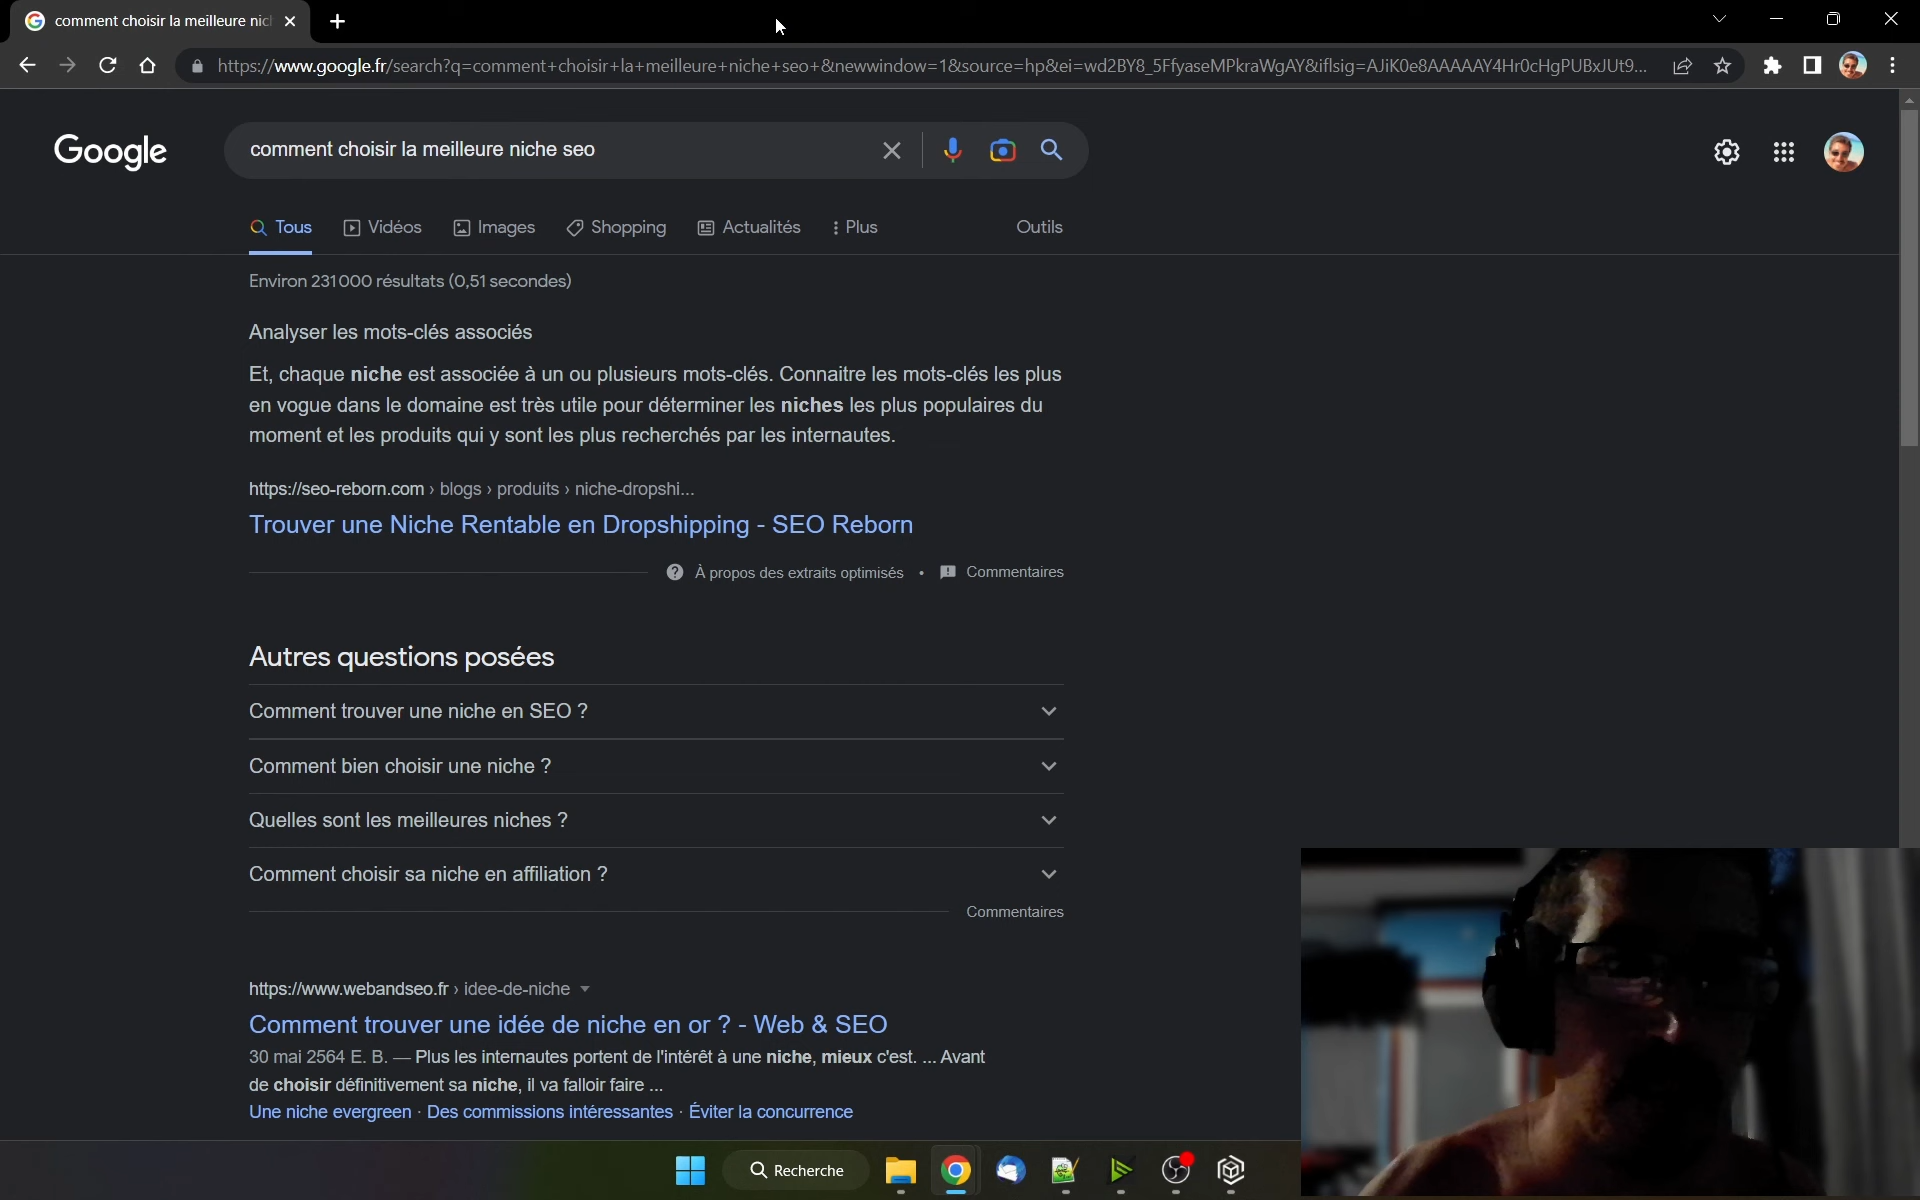 comment choisir la meilleure nic
https://www.google.fr/search?q=comment+choisir+la+meilleure+niche+seo+&newwindow=1&source=hp&ei=wd2BY8_5FfyaseMPkraWgAY&iflsig=AJiK0e8AAAAAY4Hr0cHgPUBxJUt9...
Google
comment choisir la meilleure niche seo
Tous Vidéos Images Shopping Actualités Plus Outils
Environ 231 000 résultats (0,51 secondes)
Analyser les mots-clés associés
Et, chaque niche est associée à un ou plusieurs mots-clés. Connaitre les mots-clés les plus
en vogue dans le domaine est très utile pour déterminer les niches les plus populaires du
moment et les produits qui y sont les plus recherchés par les internautes.
https://seo-reborn.com › blogs › produits › niche-dropshi...
Trouver une Niche Rentable en Dropshipping - SEO Reborn
À propos des extraits optimisés • Commentaires
Autres questions posées
Comment trouver une niche en SEO ?
Comment bien choisir une niche ?
Quelles sont les meilleures niches ?
Comment choisir sa niche en affiliation ?
Commentaires
https://www.webandseo.fr › idee-de-niche
Comment trouver une idée de niche en or ? - Web & SEO
30 mai 2564 E. B. — Plus les internautes portent de l'intérêt à une niche, mieux c'est. ... Avant
de choisir définitivement sa niche, il va falloir faire ...
Une niche evergreen · Des commissions intéressantes · Éviter la concurrence
Recherche